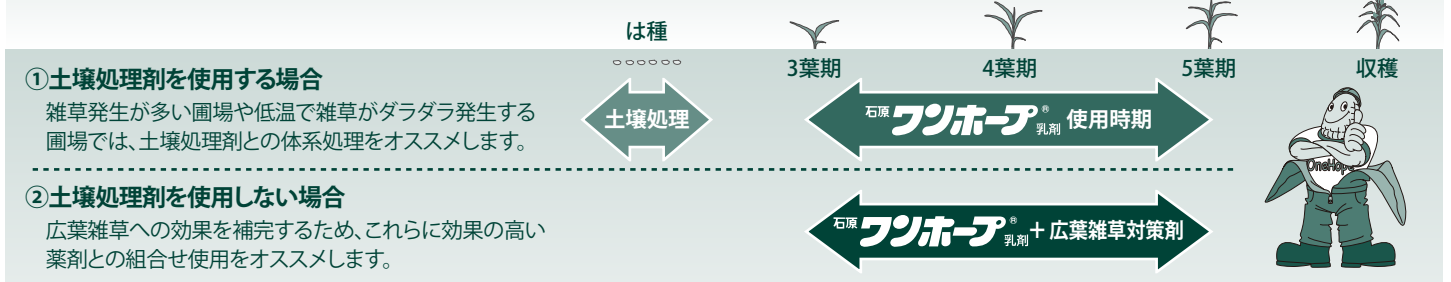 は種
3葉期
4葉期
5葉期
収穫
①土壌処理剤を使用する場合
雑草発生が多い圃場や低温で雑草がダラダラ発生する
圃場では、土壌処理剤との体系処理をオススメします。
土壌処理
石原 ワンホープ® 乳剤 使用時期
OneHope
②土壌処理剤を使用しない場合
広葉雑草への効果を補完するため、これらに効果の高い
薬剤との組合せ使用をオススメします。
石原 ワンホープ® 乳剤 + 広葉雑草対策剤